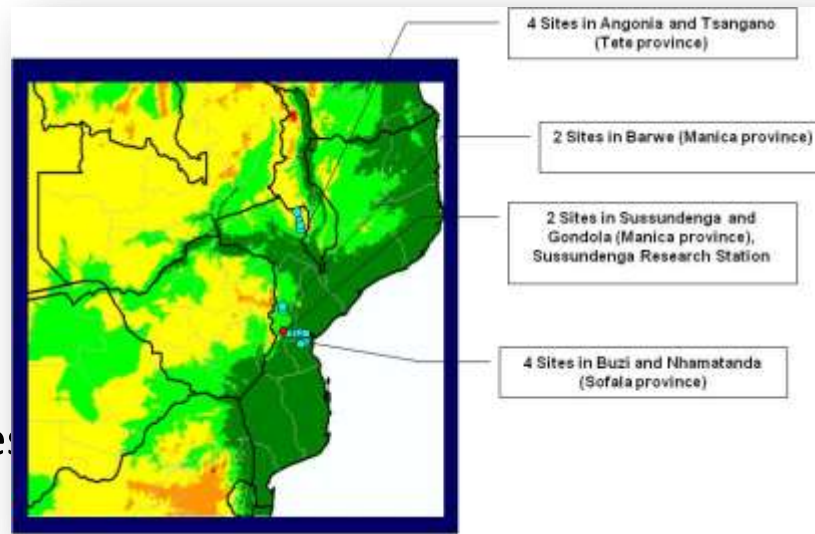 4 Sites in Angonia and Tsangano
(Tete province)
2 Sites in Barwe (Manica province)
2 Sites in Sussundenga and
Gondola (Manica province),
Sussundenga Research Station
4 Sites in Buzi and Nhamatanda
(Sofala province)